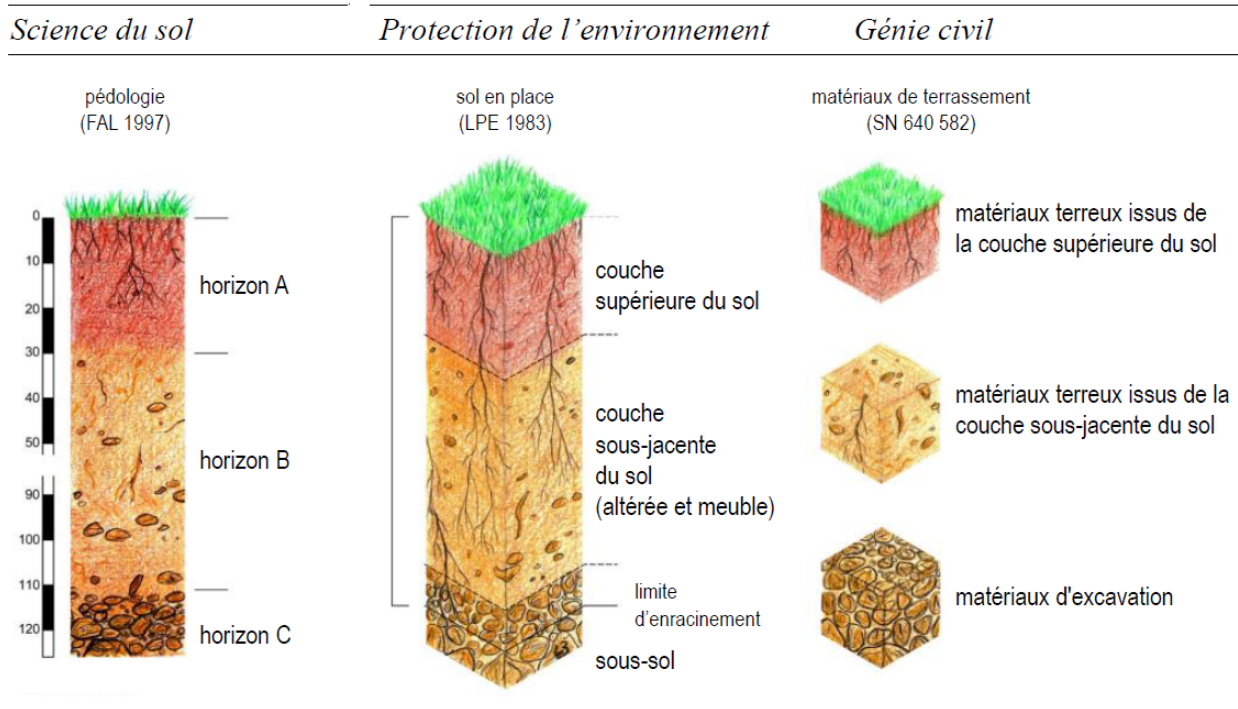 Science du sol
Protection de l'environnement
Génie civil
pédologie
(FAL 1997)
sol en place
(LPE 1983)
matériaux de terrassement
(SN 640 582)
0
10
20
30
40
50
90
100
110
120
horizon A
horizon B
horizon C
couche
supérieure du sol
couche
sous-jacente
du sol
(altérée et meuble)
limite
d'enracinement
sous-sol
matériaux terreux issus de
la couche supérieure du sol
matériaux terreux issus de la
couche sous-jacente du sol
matériaux d'excavation